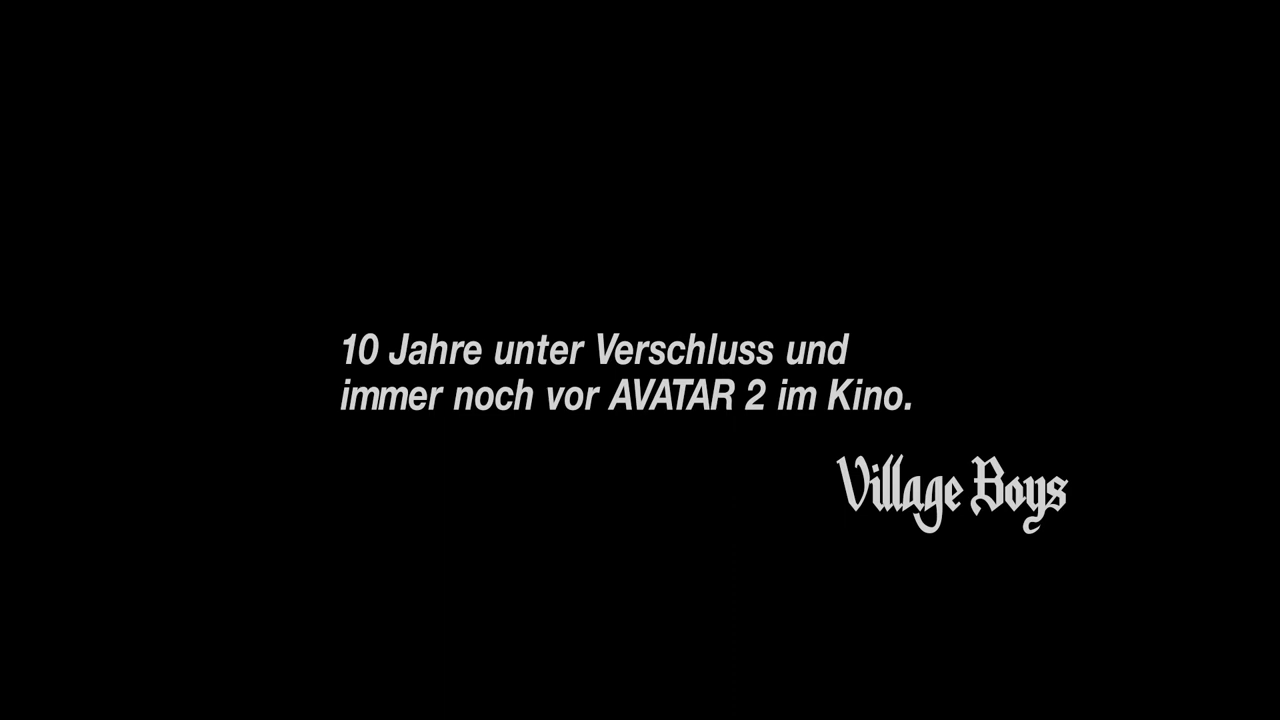 10 Jahre unter Verschluss und
immer noch vor AVATAR 2 im Kino.
Village Boys